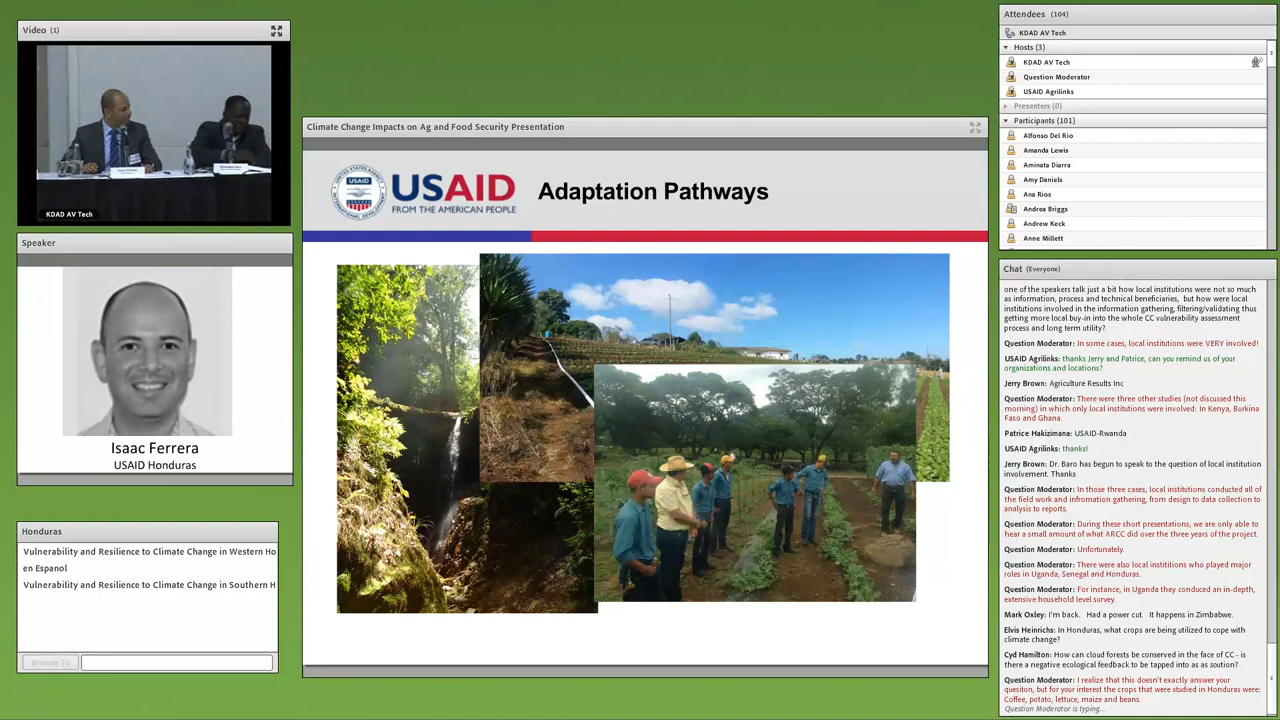 Video (1)
KDAD AV Tech
Speaker
Isaac Ferrera
USAID Honduras
Honduras
Vulnerability and Resilience to Climate Change in Western Ho
en Espanol
Vulnerability and Resilience to Climate Change in Southern H
Browse To
Climate Change Impacts on Ag and Food Security Presentation
USAID
FROM THE AMERICAN PEOPLE
Adaptation Pathways
Attendees (104)
KDAD AV Tech
Hosts (3)
KDAD AV Tech
Question Moderator
USAID Agrilinks
Presenters (0)
Participants (101)
Alfonso Del Rio
Amanda Lewis
Aminata Diarra
Amy Daniels
Ana Rios
Andrea Briggs
Andrew Keck
Anne Millett
Chat (Everyone)
one of the speakers talk just a bit how local institutions were not so much
as information, process and technical beneficiaries, but how were local
institutions involved in the information gathering, filtering/validating thus
getting more local buy-in into the whole CC vulnerability assessment
process and long term utility?
Question Moderator: In some cases, local institutions were VERY involved!
USAID Agrilinks: thanks Jerry and Patrice, can you remind us of your
organizations and locations?
Jerry Brown: Agriculture Results Inc
Question Moderator: There were three other studies (not discussed this
morning) in which only local institutions were involved: In Kenya, Burkina
Faso and Ghana.
Patrice Hakizimana: USAID-Rwanda
USAID Agrilinks: thanks!
Jerry Brown: Dr. Baro has begun to speak to the question of local institution
involvement. Thanks
Question Moderator: In those three cases, local institutions conducted all of
the field work and infromation gathering, from design to data collection to
analysis to reports.
Question Moderator: During these short presentations, we are only able to
hear a small amount of what ARCC did over the three years of the project.
Question Moderator: Unfortunately.
Question Moderator: There were also local instititions who played major
roles in Uganda, Senegal and Honduras.
Question Moderator: For instance, in Uganda they conduced an in-depth,
extensive household level survey.
Mark Oxley: I'm back. Had a power cut. It happens in Zimbabwe.
Elvis Heinrichs: In Honduras, what crops are being utilized to cope with
climate change?
Cyd Hamilton: How can cloud forests be conserved in the face of CC - is
there a negative ecological feedback to be tapped into as as soution?
Question Moderator: I realize that this doesn't exactly answer your
quesiton, but for your interest the crops that were studied in Honduras were:
Coffee, potato, lettuce, maize and beans.
Question Moderator is typing...